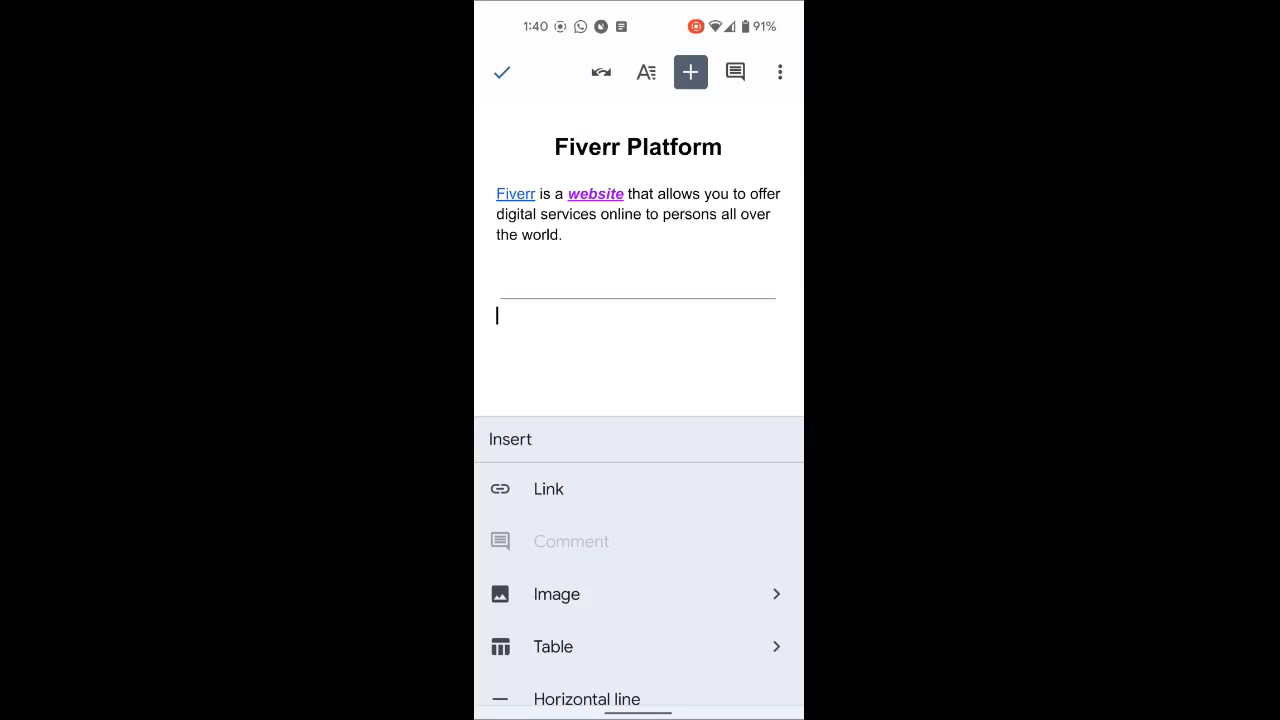 1:40 91%
Fiverr Platform
Fiverr is a website that allows you to offer
digital services online to persons all over
the world.
Insert
Link
Comment
Image
Table
Horizontal line